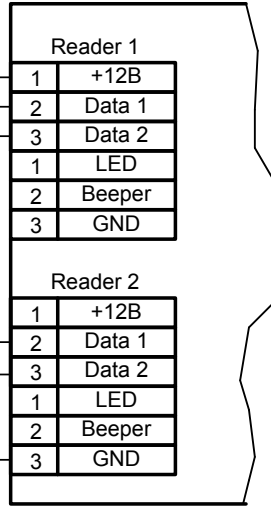 Reader 1
1 +12B
2 Data 1
3 Data 2
1 LED
2 Beeper
3 GND
Reader 2
1 +12B
2 Data 1
3 Data 2
1 LED
2 Beeper
3 GND